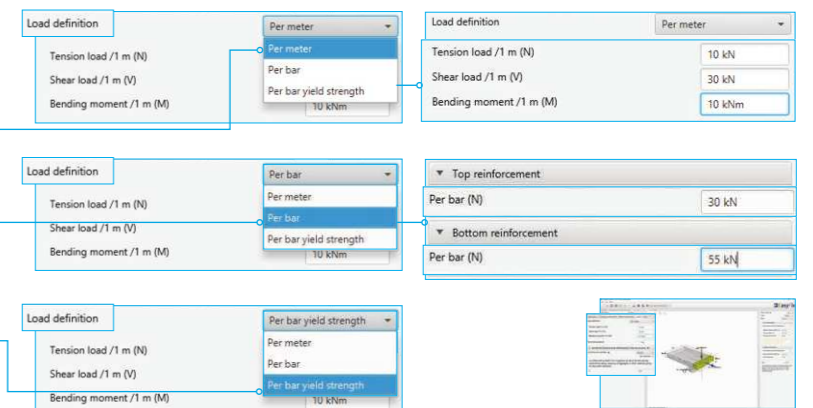 Load definition
Per meter
Tension load /1 m (N)
Per meter
Shear load /1 m (V)
Per bar
Per bar yield strength
Bending moment /1 m (M)
10 kNm
Load definition
Per meter
Tension load /1 m (N)
10 kN
Shear load /1 m (V)
30 kN
Bending moment /1 m (M)
10 kNm
Load definition
Per bar
Tension load /1 m (N)
Per meter
Shear load /1 m (V)
Per bar
Per bar yield strength
Bending moment /1 m (M)
10 kNm
Top reinforcement
Per bar (N)
30 kN
Bottom reinforcement
Per bar (N)
55 kN
Load definition
Per bar yield strength
Tension load /1 m (N)
Per meter
Shear load /1 m (V)
Per bar
Per bar yield strength
Bending moment /1 m (M)
10 kNm